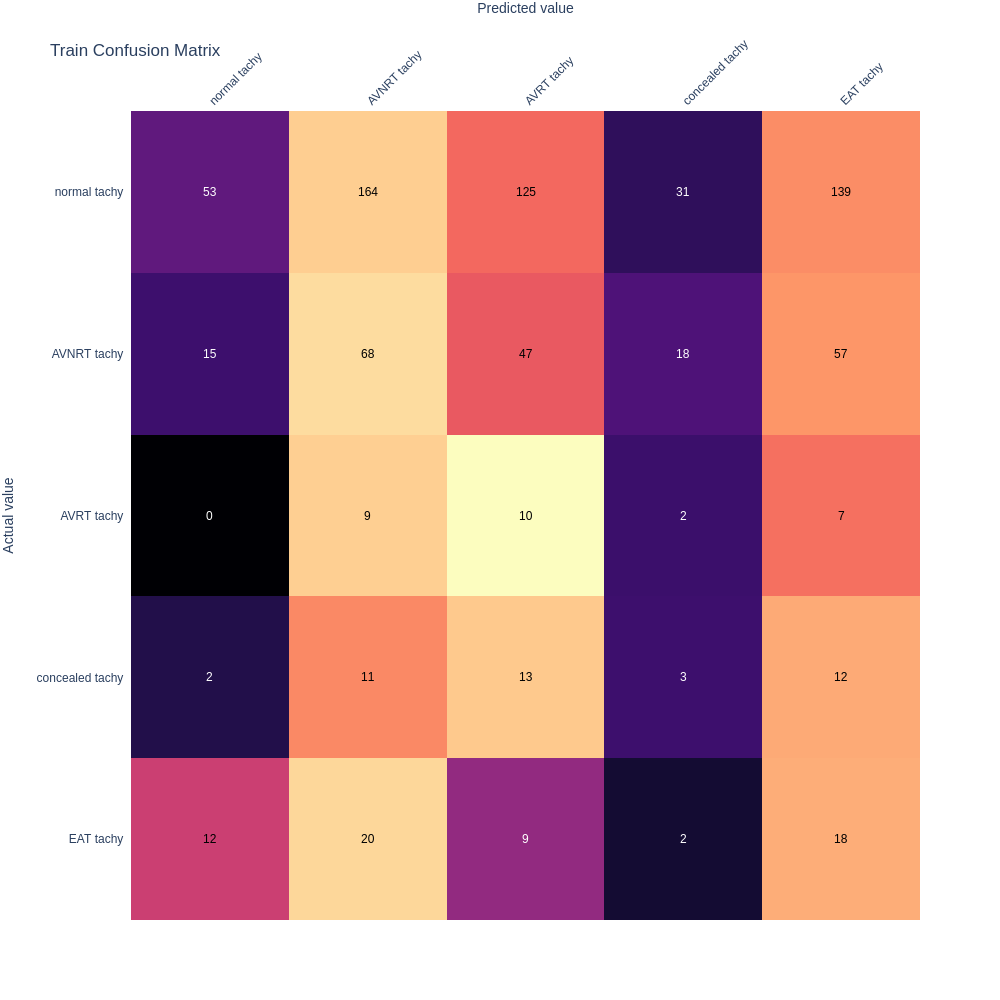 Predicted value
Train Confusion Matrix
normal tachy AVNRT tachy AVRT tachy concealed tachy EAT tachy
normal tachy 53 164 125 31 139
AVNRT tachy 15 68 47 18 57
AVRT tachy 0 9 10 2 7
concealed tachy 2 11 13 3 12
EAT tachy 12 20 9 2 18
Actual value